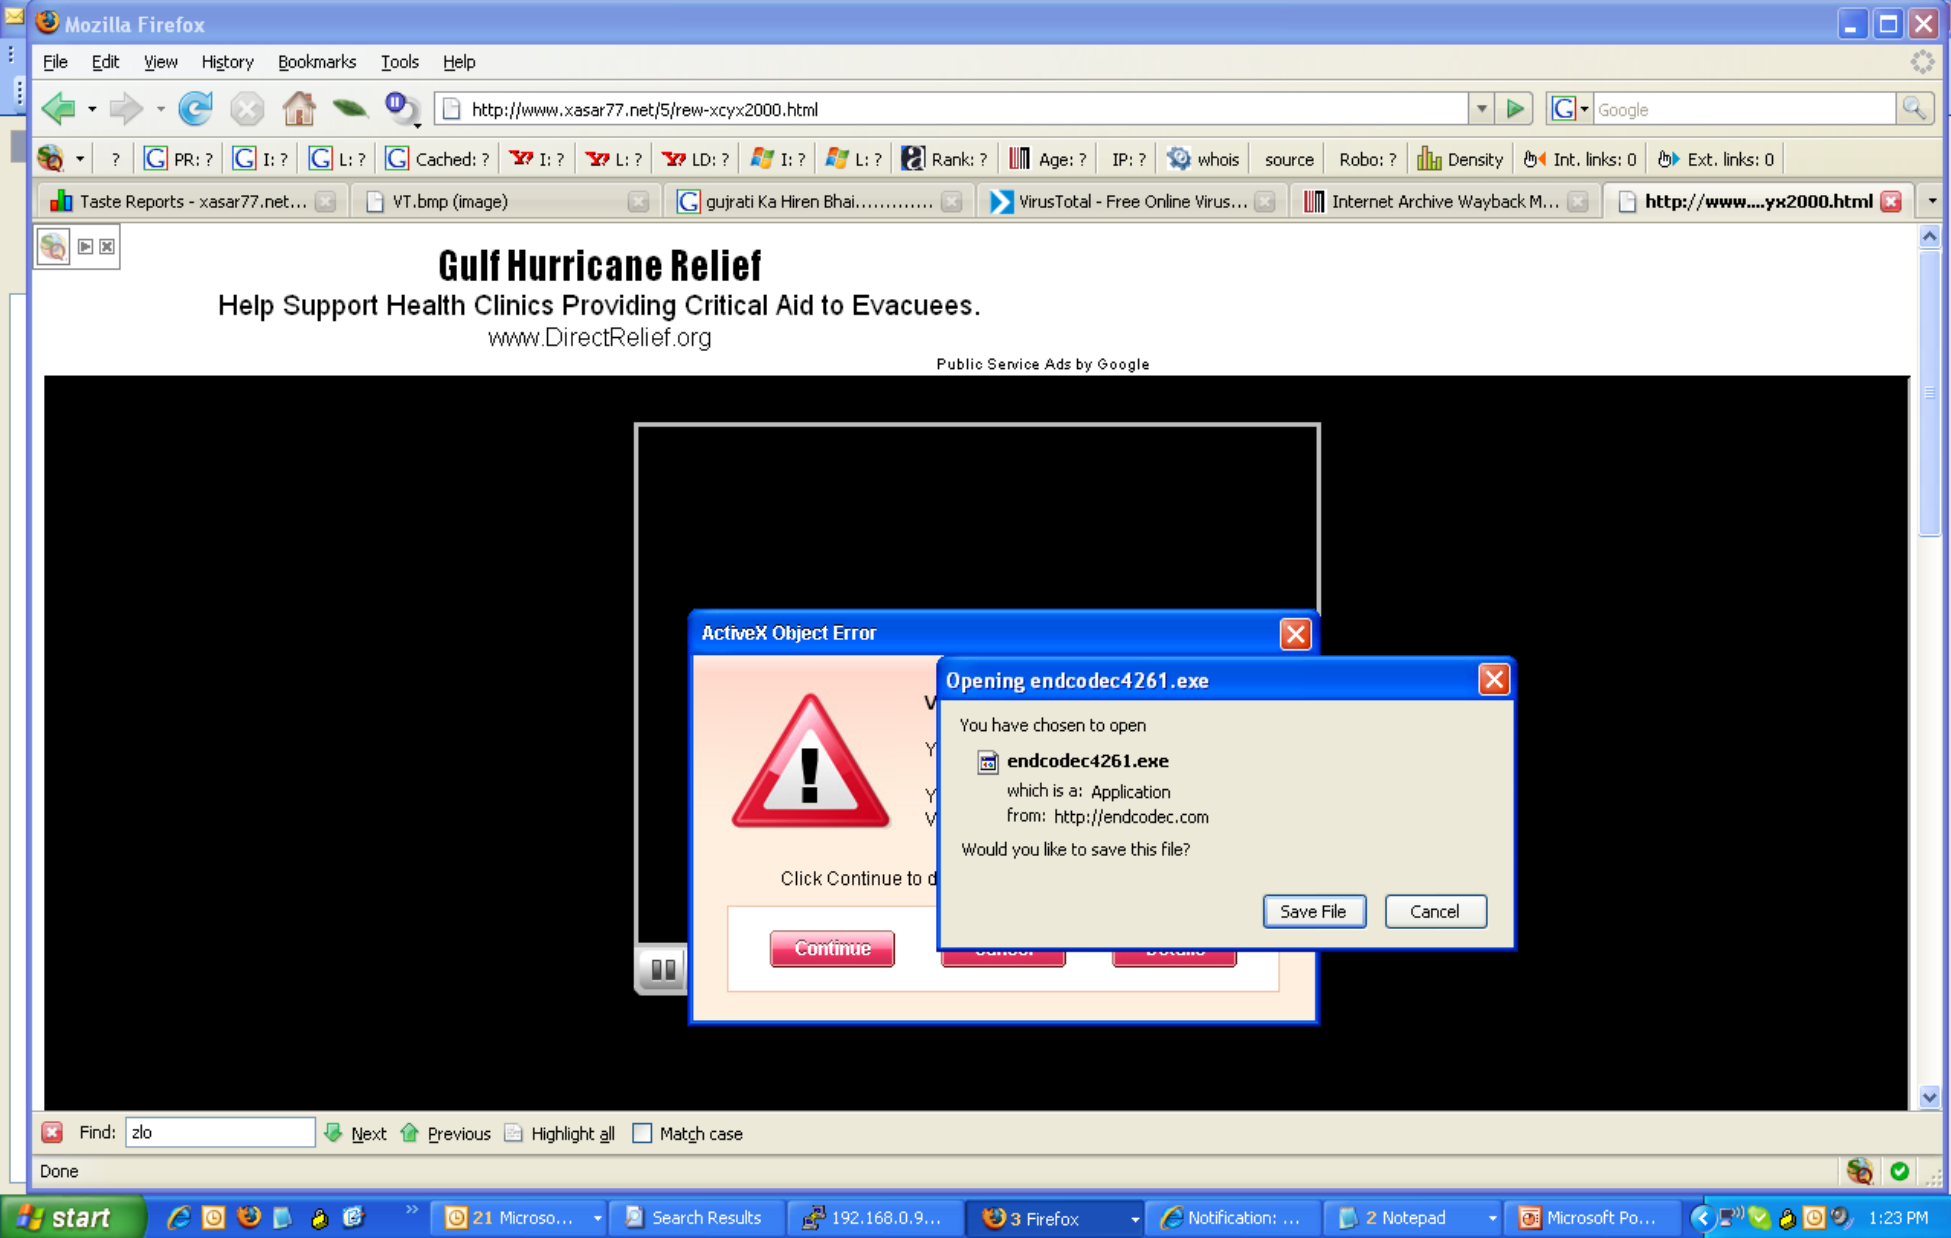 Mozilla Firefox
File Edit View History Bookmarks Tools Help
http://www.xasar77.net/5/rew-xcyx2000.html
G Google
? G PR: ? G I: ? G L: ? G Cached: ? Y? I: ? Y? L: ? Y? LD: ? I: ? L: ? a Rank: ? Age: ? IP: ? whois source Robo: ? Density Int. links: 0 Ext. links: 0
Taste Reports - xasar77.net... VT.bmp (image) G gujrati Ka Hiren Bhai............. VirusTotal - Free Online Virus... Internet Archive Wayback M... http://www....yx2000.html
Gulf Hurricane Relief
Help Support Health Clinics Providing Critical Aid to Evacuees.
www.DirectRelief.org
Public Service Ads by Google
ActiveX Object Error
Click Continue to d
Continue
Opening endcodec4261.exe
You have chosen to open
endcodec4261.exe
which is a: Application
from: http://endcodec.com
Would you like to save this file?
Save File Cancel
Find: zlo Next Previous Highlight all Match case
Done
start 21 Microso... Search Results 192.168.0.9... 3 Firefox Notification: ... 2 Notepad Microsoft Po... 1:23 PM